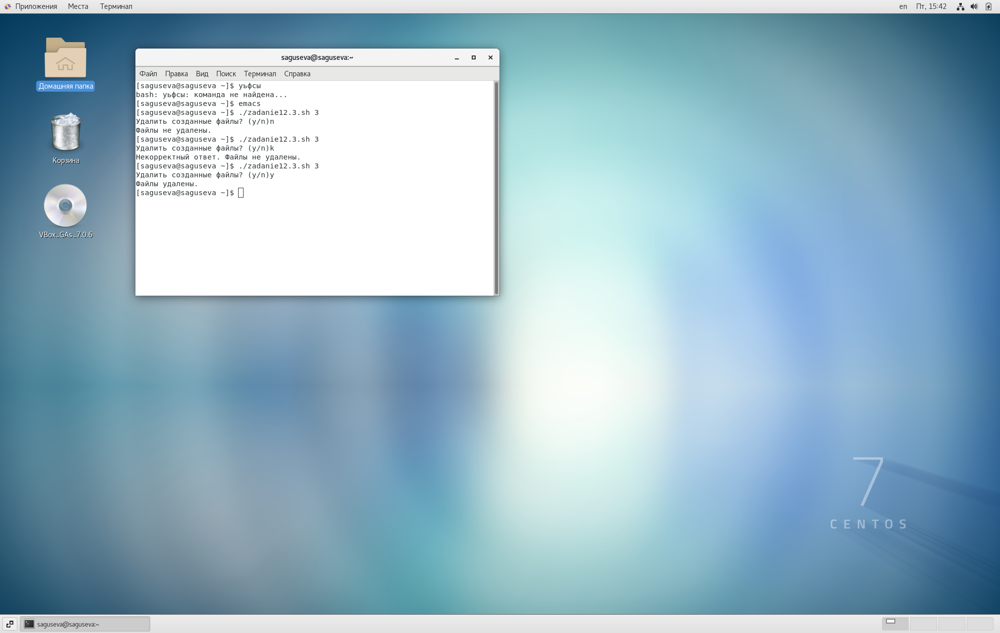 Приложения Места Терминал en Пт, 15:42
Домашняя папка
Корзина
VBox_GAs_7.0.6
saguseva@saguseva:~
Файл Правка Вид Поиск Терминал Справка
[saguseva@saguseva ~]$ уьфсы
bash: уьфсы: команда не найдена...
[saguseva@saguseva ~]$ emacs
[saguseva@saguseva ~]$ ./zadanie12.3.sh 3
Удалить созданные файлы? (y/n)n
Файлы не удалены.
[saguseva@saguseva ~]$ ./zadanie12.3.sh 3
Удалить созданные файлы? (y/n)k
Некорректный ответ. Файлы не удалены.
[saguseva@saguseva ~]$ ./zadanie12.3.sh 3
Удалить созданные файлы? (y/n)y
Файлы удалены.
[saguseva@saguseva ~]$
7
CENTOS
saguseva@saguseva:~